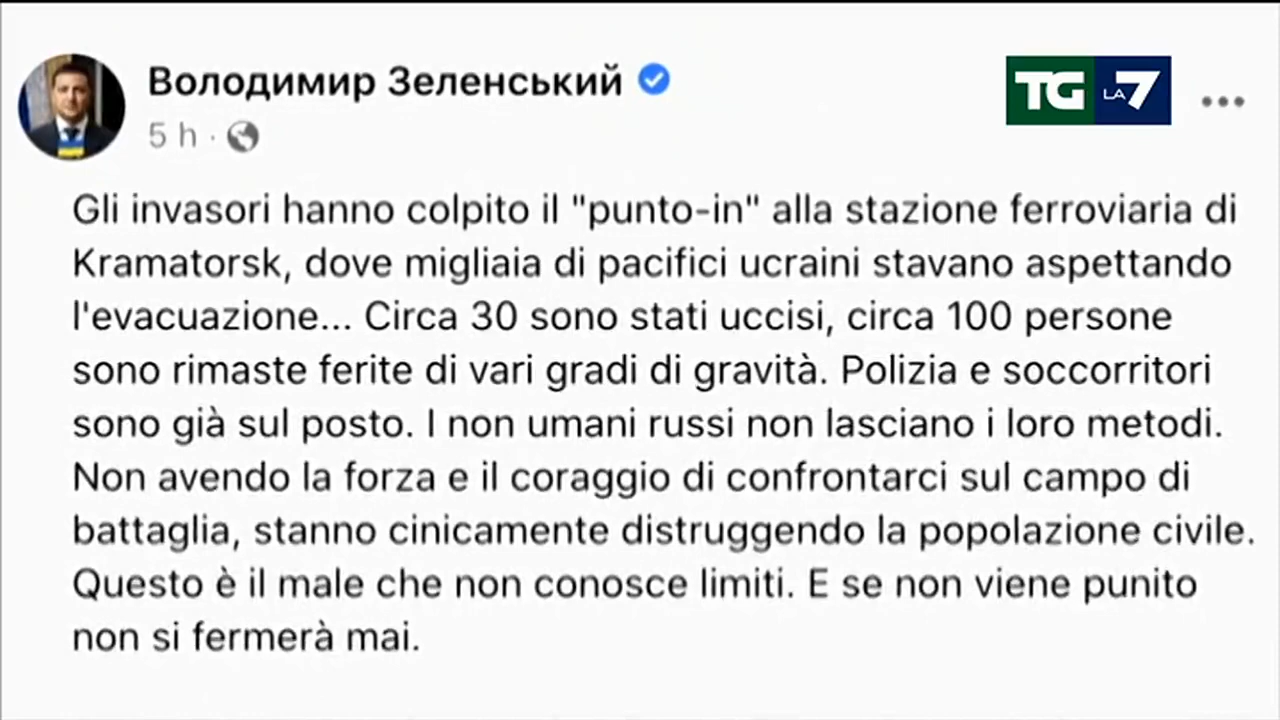 Володимир Зеленський
TG LA7
5 h ·
Gli invasori hanno colpito il "punto-in" alla stazione ferroviaria di
Kramatorsk, dove migliaia di pacifici ucraini stavano aspettando
l'evacuazione... Circa 30 sono stati uccisi, circa 100 persone
sono rimaste ferite di vari gradi di gravità. Polizia e soccorritori
sono già sul posto. I non umani russi non lasciano i loro metodi.
Non avendo la forza e il coraggio di confrontarci sul campo di
battaglia, stanno cinicamente distruggendo la popolazione civile.
Questo è il male che non conosce limiti. E se non viene punito
non si fermerà mai.